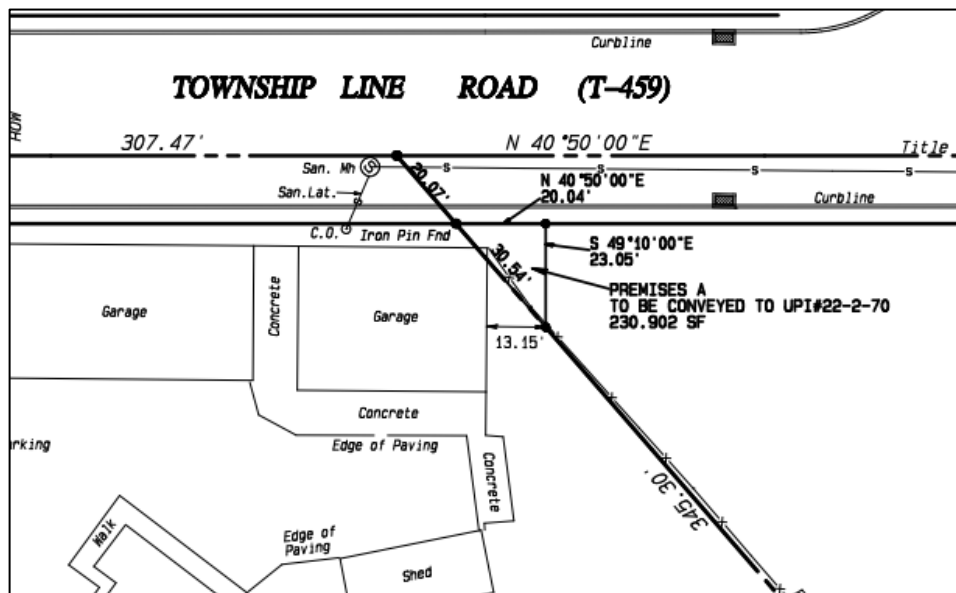 Curbline
TOWNSHIP LINE ROAD (T-459)
ROW
307.47'
N 40°50'00"E
Title
San. Mh
S
S
S
S
20.07'
N 40°50'00"E
20.04'
San.Lat.
S
Curbline
C.O.
Iron Pin Fnd
S 49°10'00"E
23.05'
30.54'
PREMISES A
TO BE CONVEYED TO UPI#22-2-70
230.902 SF
Garage
Concrete
Garage
13.15'
Concrete
Edge of Paving
rking
Concrete
345.30'
Walk
Edge of
Paving
Shed